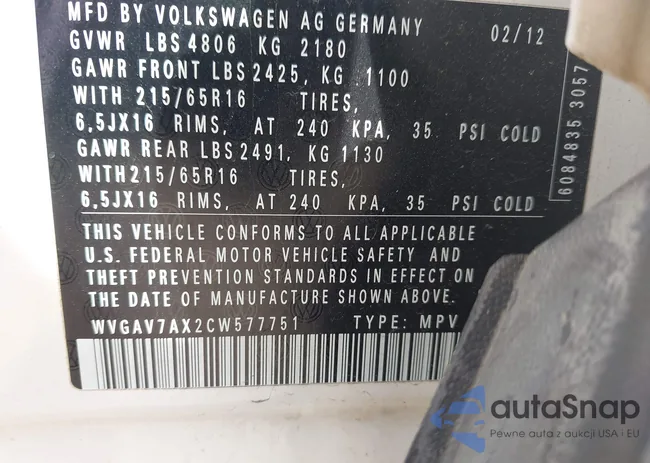 MFD BY VOLKSWAGEN AG GERMANY 02/12
GVWR LBS 4806 KG 2180
GAWR FRONT LBS 2425, KG 1100
WITH 215/65R16 TIRES,
6,5JX16 RIMS, AT 240 KPA, 35 PSI COLD
GAWR REAR LBS 2491, KG 1130
WITH 215/65R16 TIRES,
6,5JX16 RIMS, AT 240 KPA, 35 PSI COLD
THIS VEHICLE CONFORMS TO ALL APPLICABLE
U.S. FEDERAL MOTOR VEHICLE SAFETY AND
THEFT PREVENTION STANDARDS IN EFFECT ON
THE DATE OF MANUFACTURE SHOWN ABOVE.
WVGAV7AX2CW577751 TYPE: MPV
6084835 3057
autaSnap
Pewne auta z aukcji USA i EU